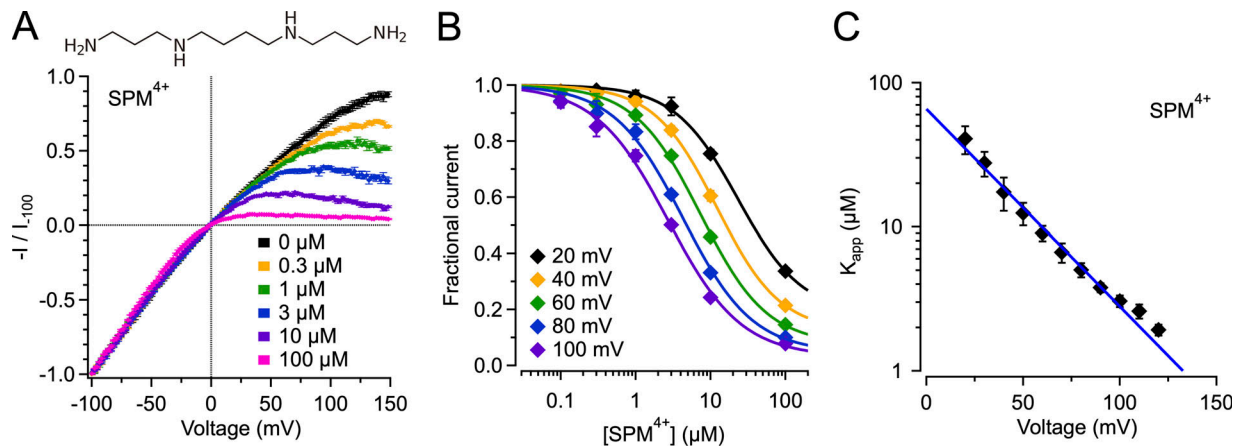 A
H₂N
H
N
N
H
NH₂
SPM⁴⁺
-I / I₋₁₀₀
1.0
0.5
0.0
-0.5
-1.0
-100
-50
0
50
100
150
Voltage (mV)
0 µM
0.3 µM
1 µM
3 µM
10 µM
100 µM
B
Fractional current
1.0
0.8
0.6
0.4
0.2
0.0
0.1
1
10
100
[SPM⁴⁺] (µM)
20 mV
40 mV
60 mV
80 mV
100 mV
C
SPM⁴⁺
K_app (µM)
100
10
1
0
50
100
150
Voltage (mV)